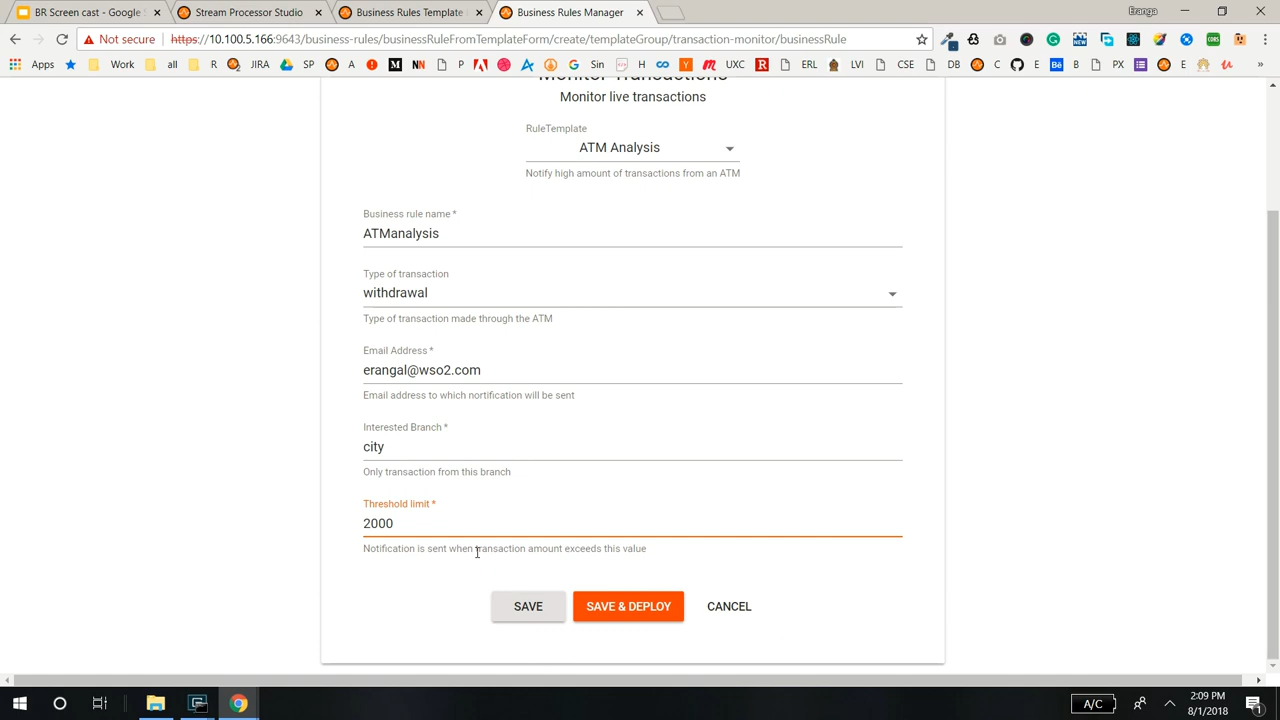 BR Screen cast - Google S
Stream Processor Studio
Business Rules Template
Business Rules Manager
Eranga
Not secure
https://10.100.5.166:9643/business-rules/businessRuleFromTemplateForm/create/templateGroup/transaction-monitor/businessRule
Apps
Work
all
R
JIRA
SP
A
M
NN
P
A
G
Sin
H
Y
UXC
R
ERL
LVI
CSE
DB
C
E
Bē
B
P
PX
E
»
Monitor Transactions
Monitor live transactions
RuleTemplate
ATM Analysis
Notify high amount of transactions from an ATM
Business rule name *
ATManalysis
Type of transaction
withdrawal
Type of transaction made through the ATM
Email Address *
erangal@wso2.com
Email address to which nortification will be sent
Interested Branch *
city
Only transaction from this branch
Threshold limit *
2000
Notification is sent when transaction amount exceeds this value
SAVE
SAVE & DEPLOY
CANCEL
A/C
2:09 PM
8/1/2018
1